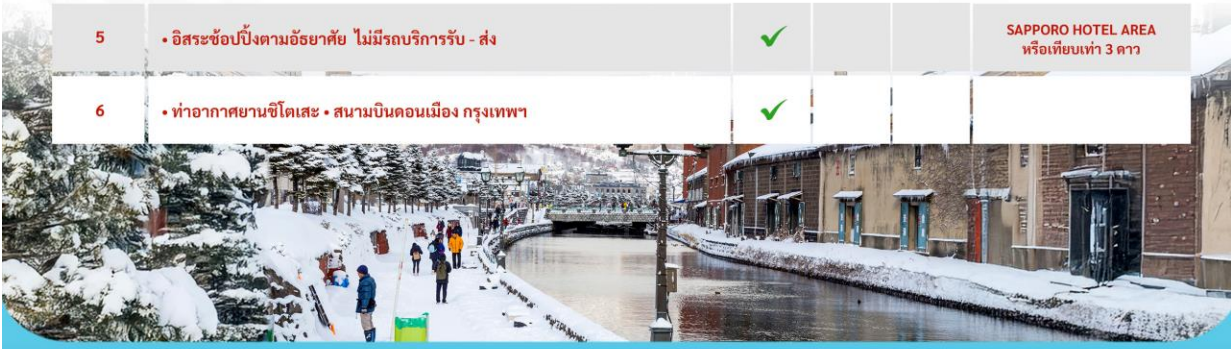 5 • อิสระช้อปปิ้งตามอัธยาศัย ไม่มีรถบริการรับ - ส่ง ✓ SAPPORO HOTEL AREA
หรือเทียบเท่า 3 ดาว
6 • ท่าอากาศยานชิโตเสะ • สนามบินดอนเมือง กรุงเทพฯ ✓